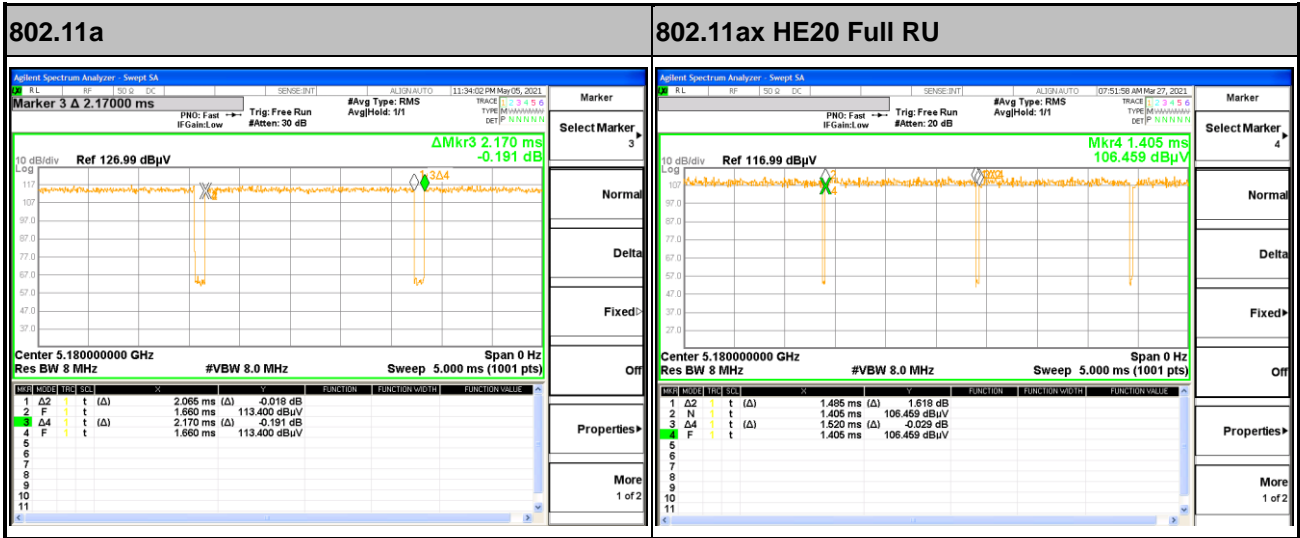 802.11a
Agilent Spectrum Analyzer - Swept SA
RL RF 50 Ω DC SENSE:INT ALIGNAUTO 11:34:02 PM May 05, 2021
Marker 3 Δ 2.17000 ms
PNO: Fast
IFGain:Low
Trig: Free Run
#Atten: 30 dB
#Avg Type: RMS
Avg|Hold: 1/1
TRACE 1 2 3 4 5 6
TYPE M
DET P N N N N N
ΔMkr3 2.170 ms
-0.191 dB
10 dB/div Ref 126.99 dBµV
Log
117
107
97.0
87.0
77.0
67.0
57.0
47.0
37.0
3Δ4
Center 5.180000000 GHz Span 0 Hz
Res BW 8 MHz #VBW 8.0 MHz Sweep 5.000 ms (1001 pts)
MKR MODE TRC SCL X Y FUNCTION FUNCTION WIDTH FUNCTION VALUE
1 Δ2 1 t (Δ) 2.065 ms (Δ) -0.018 dB
2 F 1 t 1.660 ms 113.400 dBµV
3 Δ4 1 t (Δ) 2.170 ms (Δ) -0.191 dB
4 F 1 t 1.660 ms 113.400 dBµV
5
6
7
8
9
10
11
Marker
Select Marker
3
Normal
Delta
Fixed
Off
Properties
More
1 of 2
802.11ax HE20 Full RU
Agilent Spectrum Analyzer - Swept SA
RL RF 50 Ω DC SENSE:INT ALIGNAUTO 07:51:58 AM Mar 27, 2021
PNO: Fast
IFGain:Low
Trig: Free Run
#Atten: 20 dB
#Avg Type: RMS
Avg|Hold: 1/1
TRACE 1 2 3 4 5 6
TYPE M
DET P N N N N N
Mkr4 1.405 ms
106.459 dBµV
10 dB/div Ref 116.99 dBµV
Log
107
97.0
87.0
77.0
67.0
57.0
47.0
37.0
27.0
Center 5.180000000 GHz Span 0 Hz
Res BW 8 MHz #VBW 8.0 MHz Sweep 5.000 ms (1001 pts)
MKR MODE TRC SCL X Y FUNCTION FUNCTION WIDTH FUNCTION VALUE
1 Δ2 1 t (Δ) 1.485 ms (Δ) 1.618 dB
2 N 1 t 1.405 ms 106.459 dBµV
3 Δ4 1 t (Δ) 1.520 ms (Δ) -0.029 dB
4 F 1 t 1.405 ms 106.459 dBµV
5
6
7
8
9
10
11
Marker
Select Marker
4
Normal
Delta
Fixed
Off
Properties
More
1 of 2